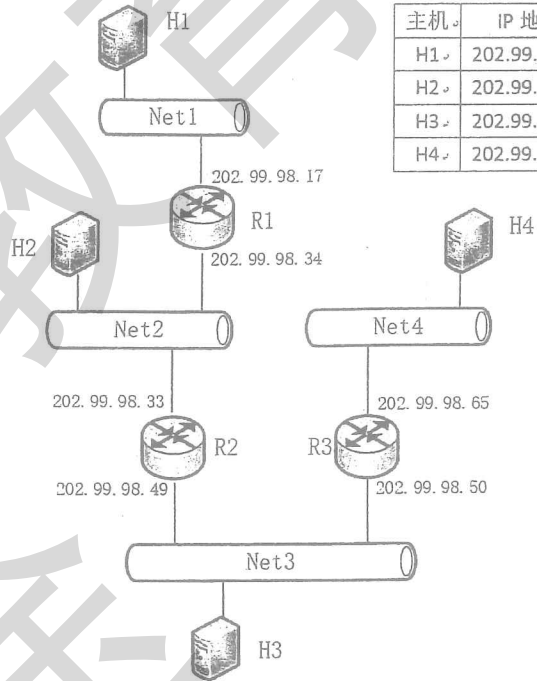 H1
主机 IP 地
H1 202.99.
H2 202.99.
H3 202.99.
H4 202.99.
Net1
202.99.98.17
R1
H2
202.99.98.34
H4
Net2
Net4
202.99.98.33
202.99.98.65
R2
R3
202.99.98.49
202.99.98.50
Net3
H3